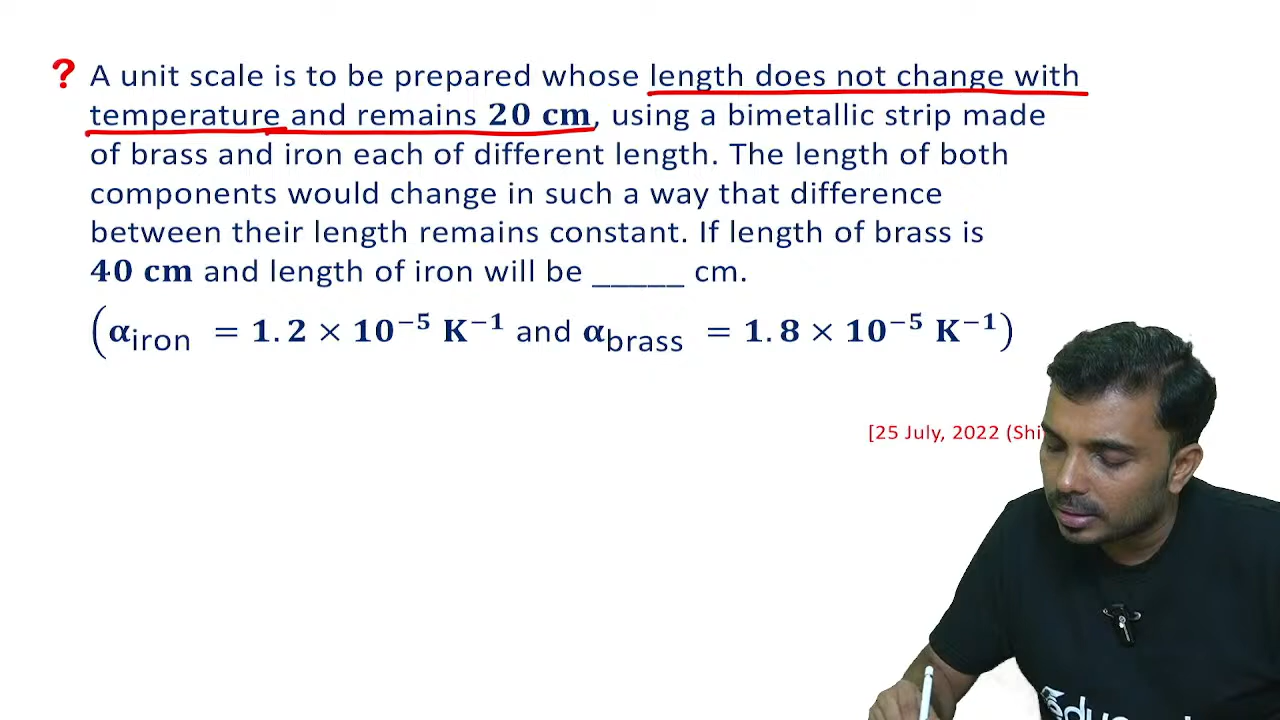 ? A unit scale is to be prepared whose length does not change with
temperature and remains 20 cm, using a bimetallic strip made
of brass and iron each of different length. The length of both
components would change in such a way that difference
between their length remains constant. If length of brass is
40 cm and length of iron will be _____ cm.
(α_iron = 1.2 × 10⁻⁵ K⁻¹ and α_brass = 1.8 × 10⁻⁵ K⁻¹)
[25 July, 2022 (Shi